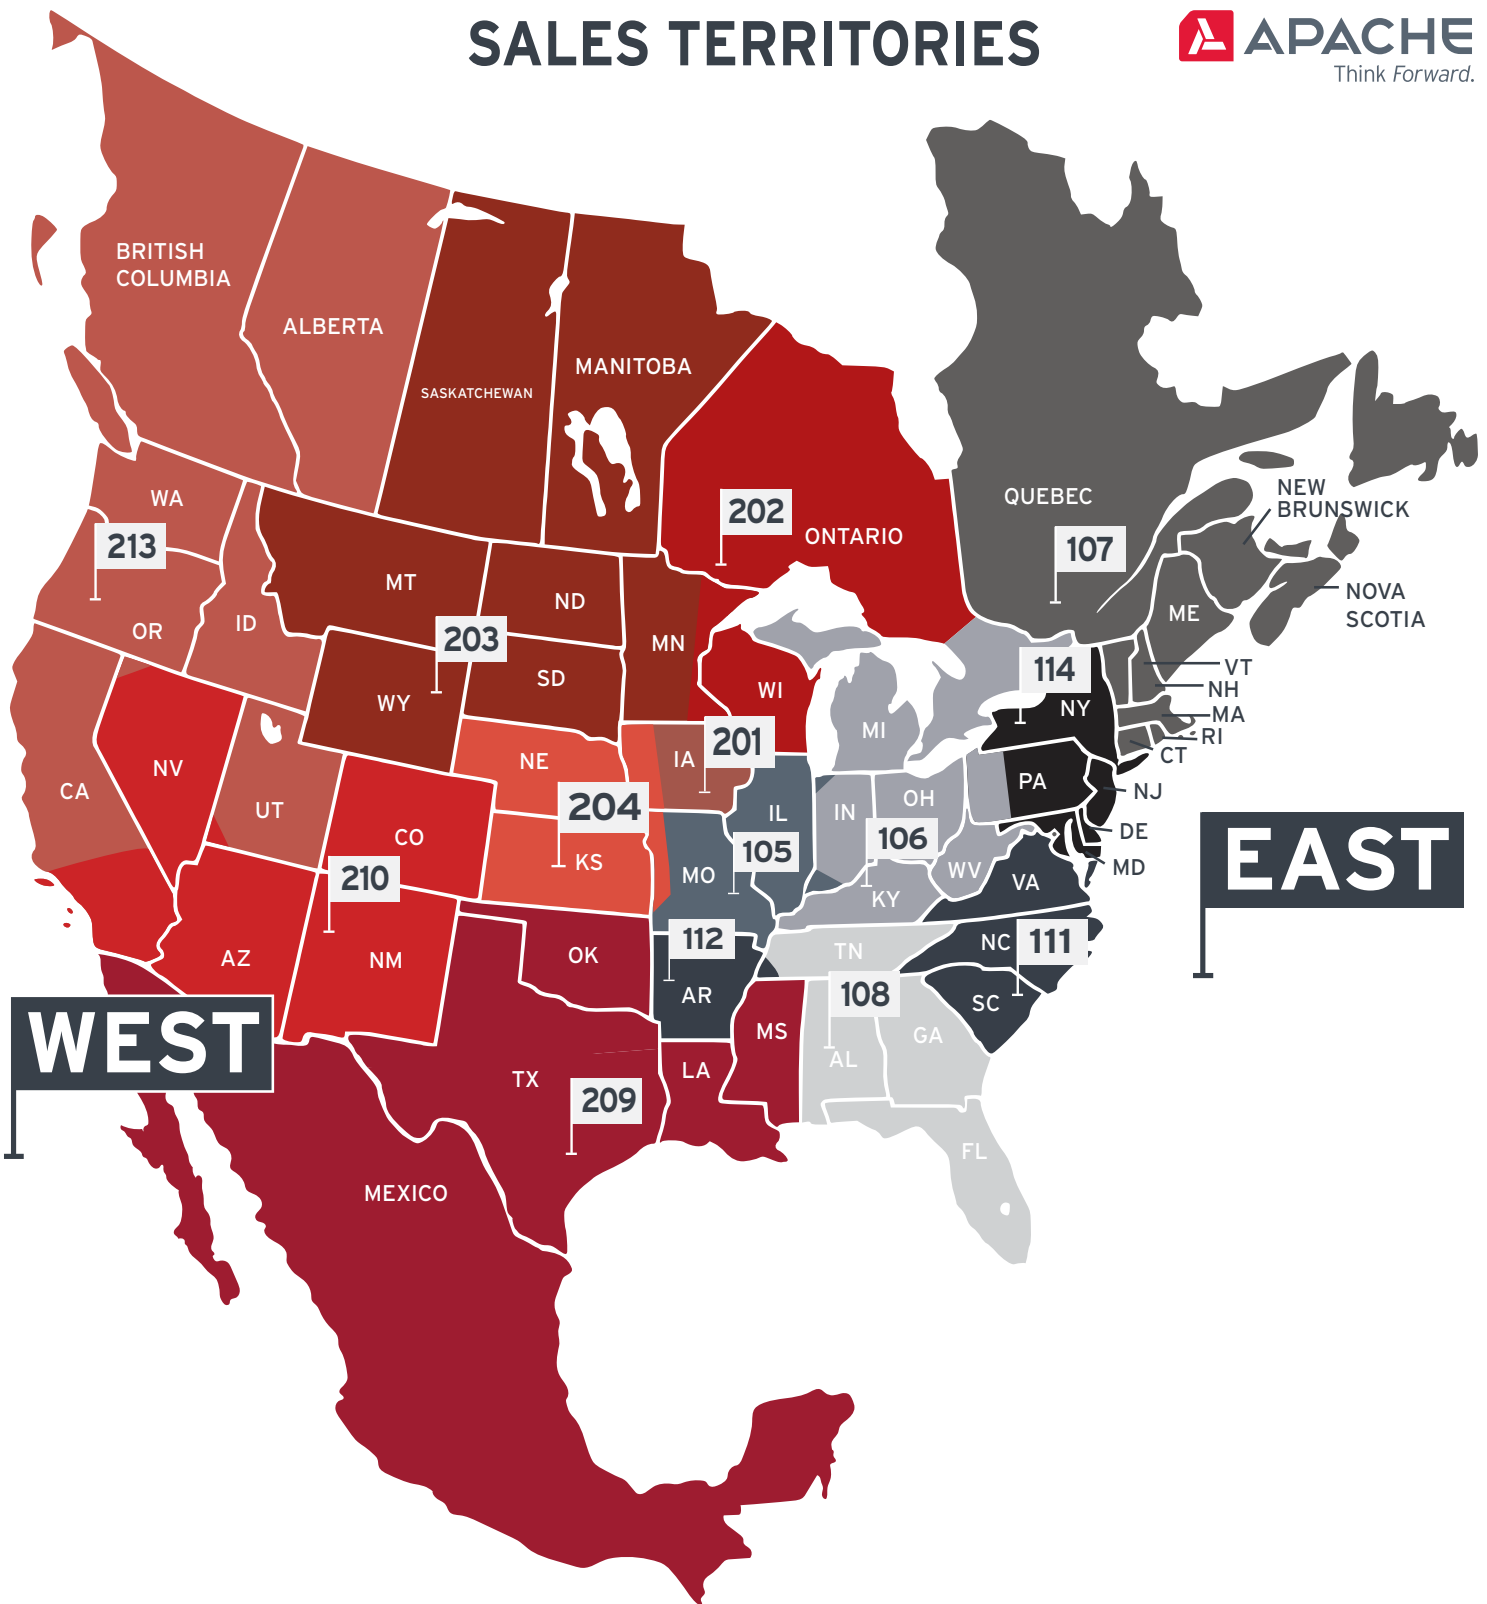 SALES TERRITORIES
APACHE
Think Forward.
BRITISH
COLUMBIA
ALBERTA
SASKATCHEWAN
MANITOBA
WA
213
OR
ID
MT
ND
203
SD
WY
MN
202
ONTARIO
QUEBEC
107
NEW
BRUNSWICK
NOVA
SCOTIA
ME
VT
NH
MA
RI
CT
114
NY
WI
MI
CA
NV
UT
CO
NE
IA
201
204
KS
210
IL
105
MO
IN
OH
106
PA
NJ
DE
MD
WV
VA
KY
EAST
AZ
NM
OK
112
AR
TN
NC
111
SC
108
AL
GA
MS
LA
TX
209
FL
WEST
MEXICO